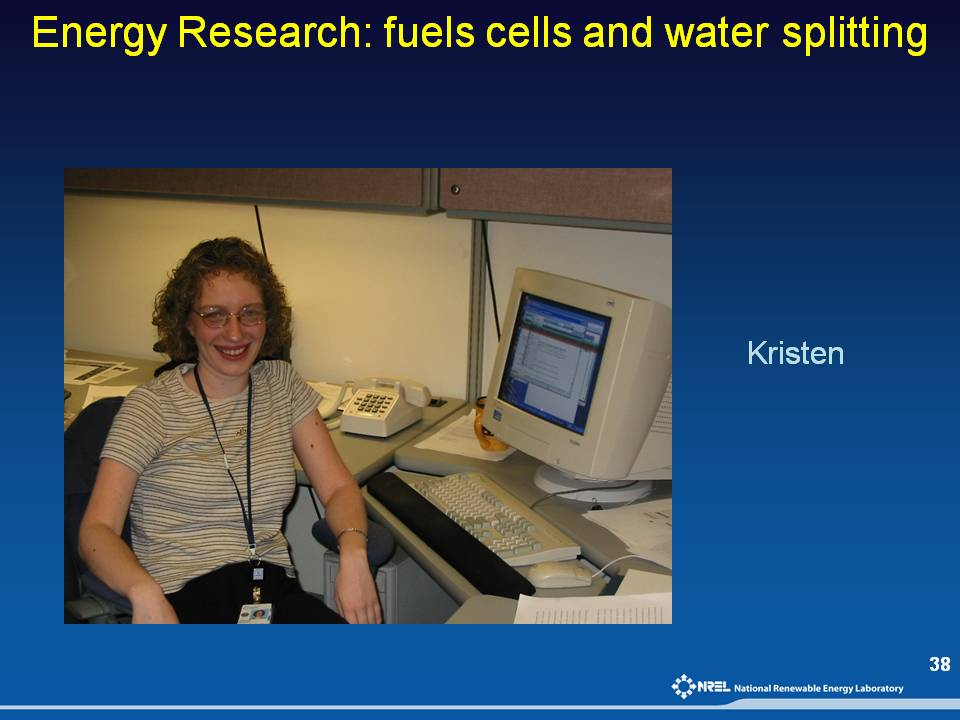 Energy Research: fuels cells and water splitting
Kristen
38
NREL National Renewable Energy Laboratory